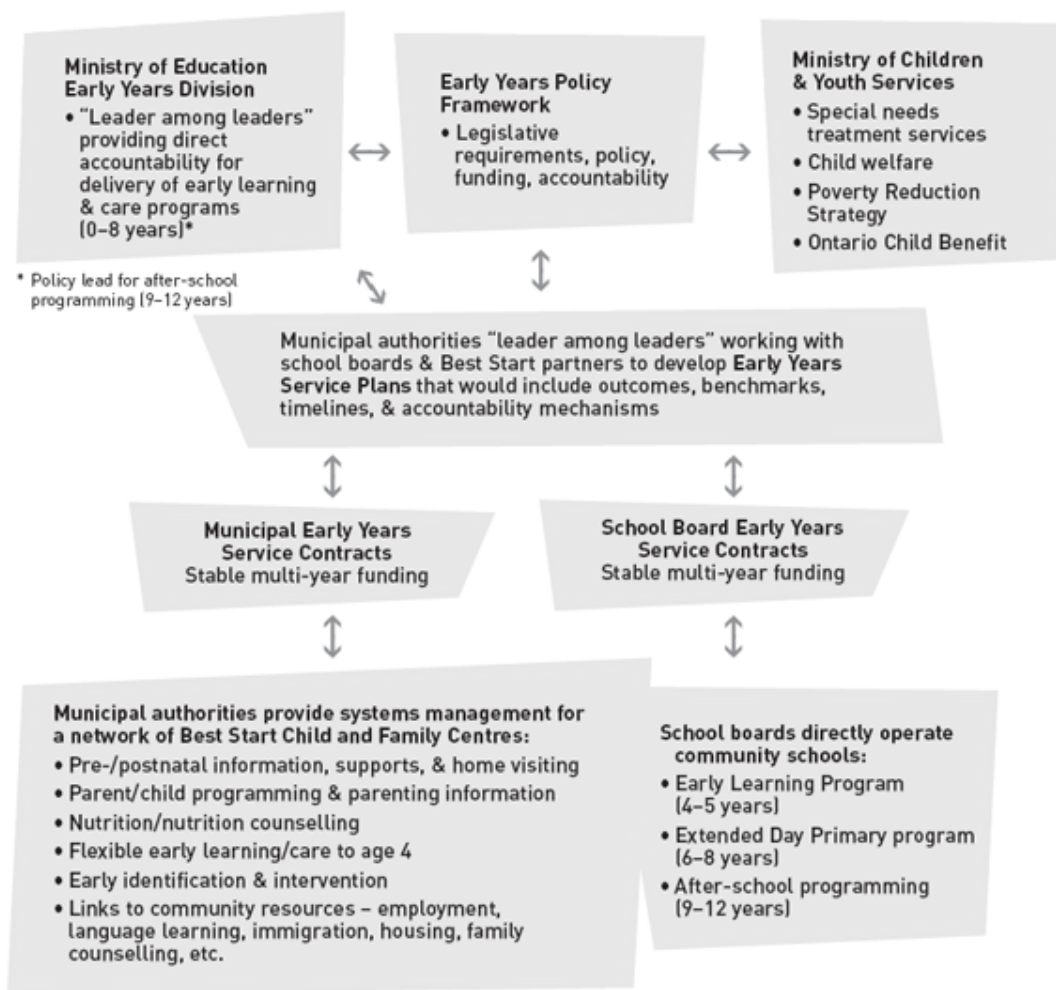 Ministry of Education
Early Years Division
• “Leader among leaders”
providing direct
accountability for
delivery of early learning
& care programs
(0–8 years)*
* Policy lead for after-school
programming (9–12 years)
Early Years Policy
Framework
• Legislative
requirements, policy,
funding, accountability
Ministry of Children
& Youth Services
• Special needs
treatment services
• Child welfare
• Poverty Reduction
Strategy
• Ontario Child Benefit
Municipal authorities “leader among leaders” working with
school boards & Best Start partners to develop Early Years
Service Plans that would include outcomes, benchmarks,
timelines, & accountability mechanisms
Municipal Early Years
Service Contracts
Stable multi-year funding
School Board Early Years
Service Contracts
Stable multi-year funding
Municipal authorities provide systems management for
a network of Best Start Child and Family Centres:
• Pre-/postnatal information, supports, & home visiting
• Parent/child programming & parenting information
• Nutrition/nutrition counselling
• Flexible early learning/care to age 4
• Early identification & intervention
• Links to community resources – employment,
language learning, immigration, housing, family
counselling, etc.
School boards directly operate
community schools:
• Early Learning Program
(4–5 years)
• Extended Day Primary program
(6–8 years)
• After-school programming
(9–12 years)